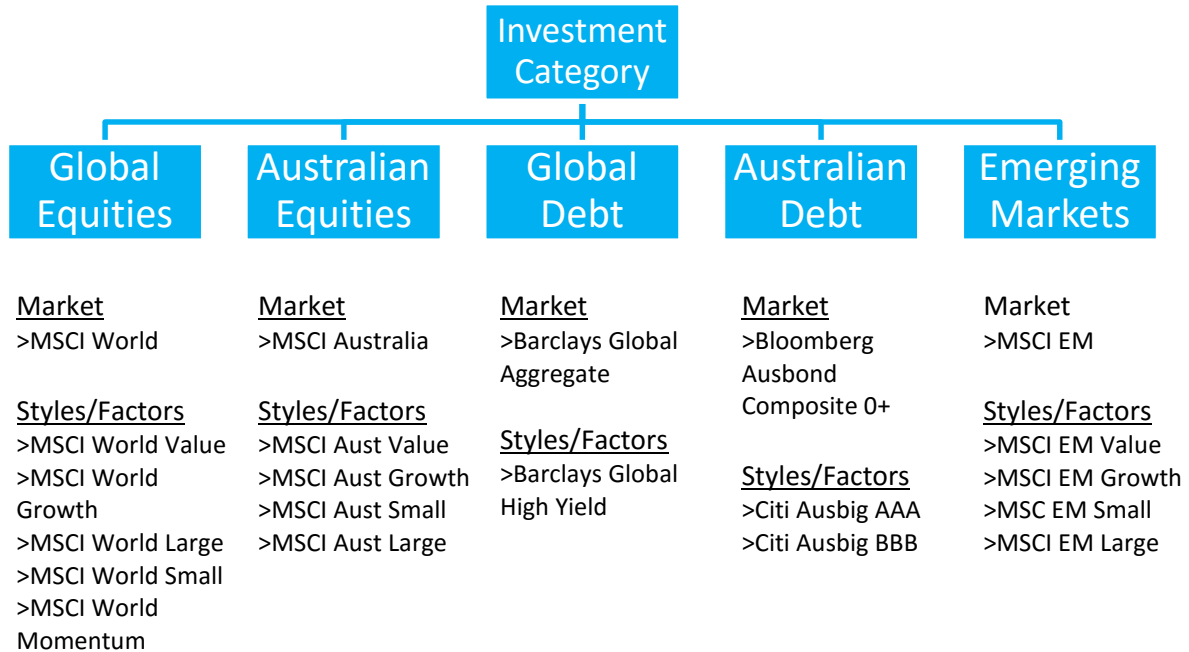 Investment
Category
Global
Equities
Australian
Equities
Global
Debt
Australian
Debt
Emerging
Markets
Market
>MSCI World
Styles/Factors
>MSCI World Value
>MSCI World
Growth
>MSCI World Large
>MSCI World Small
>MSCI World
Momentum
Market
>MSCI Australia
Styles/Factors
>MSCI Aust Value
>MSCI Aust Growth
>MSCI Aust Small
>MSCI Aust Large
Market
>Barclays Global
Aggregate
Styles/Factors
>Barclays Global
High Yield
Market
>Bloomberg
Ausbond
Composite 0+
Styles/Factors
>Citi Ausbig AAA
>Citi Ausbig BBB
Market
>MSCI EM
Styles/Factors
>MSCI EM Value
>MSCI EM Growth
>MSC EM Small
>MSCI EM Large